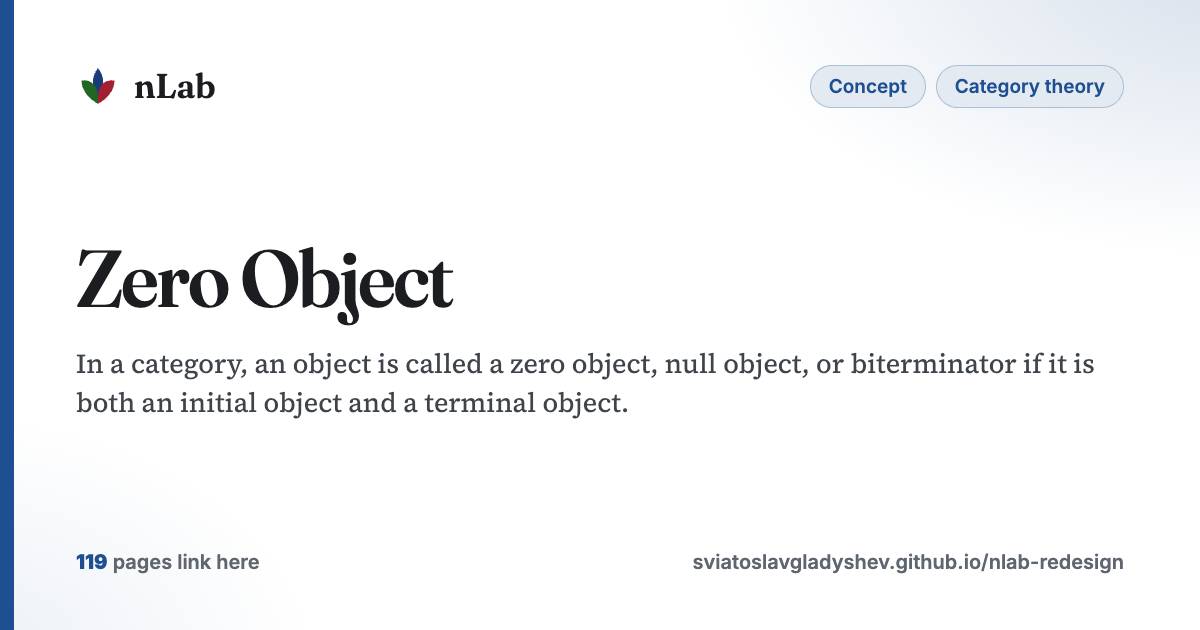 nLab
Concept
Category theory
Zero Object
In a category, an object is called a zero object, null object, or biterminator if it is
both an initial object and a terminal object.
119 pages link here
sviatoslavgladyshev.github.io/nlab-redesign